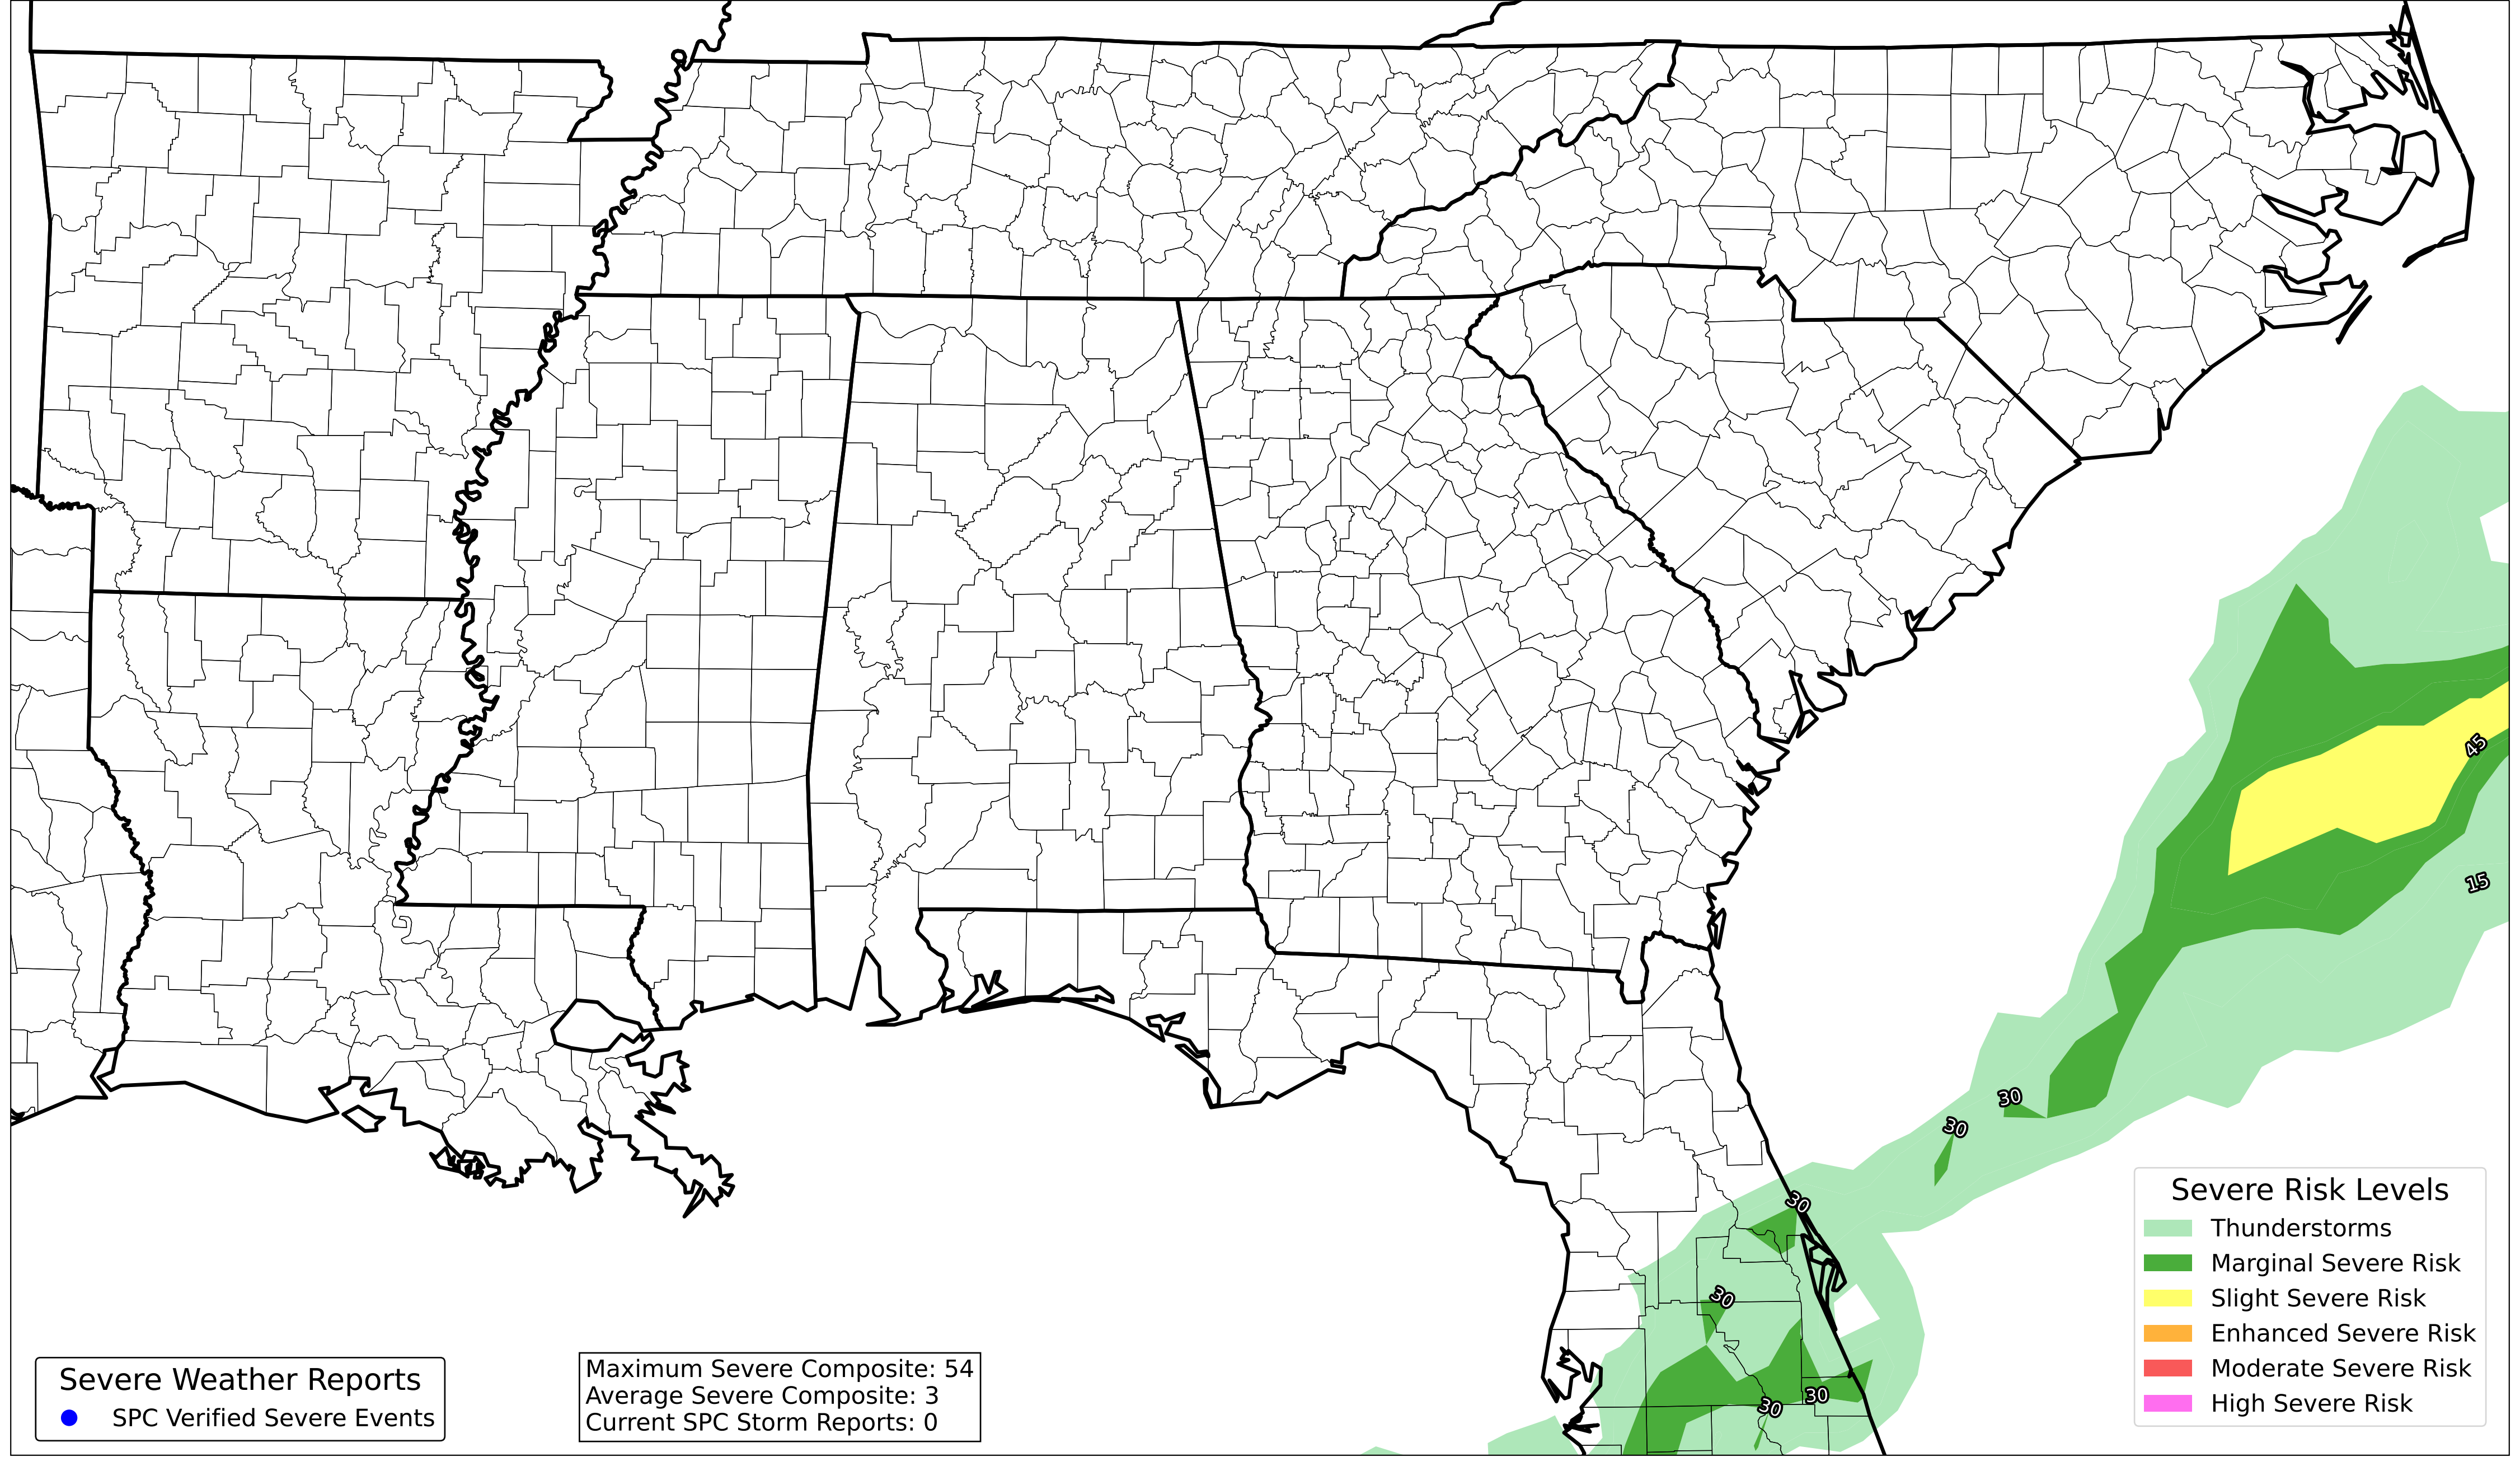 45
15
30
30
30
30
30
30
Severe Risk Levels
Thunderstorms
Marginal Severe Risk
Slight Severe Risk
Enhanced Severe Risk
Moderate Severe Risk
High Severe Risk
Severe Weather Reports
SPC Verified Severe Events
Maximum Severe Composite: 54
Average Severe Composite: 3
Current SPC Storm Reports: 0